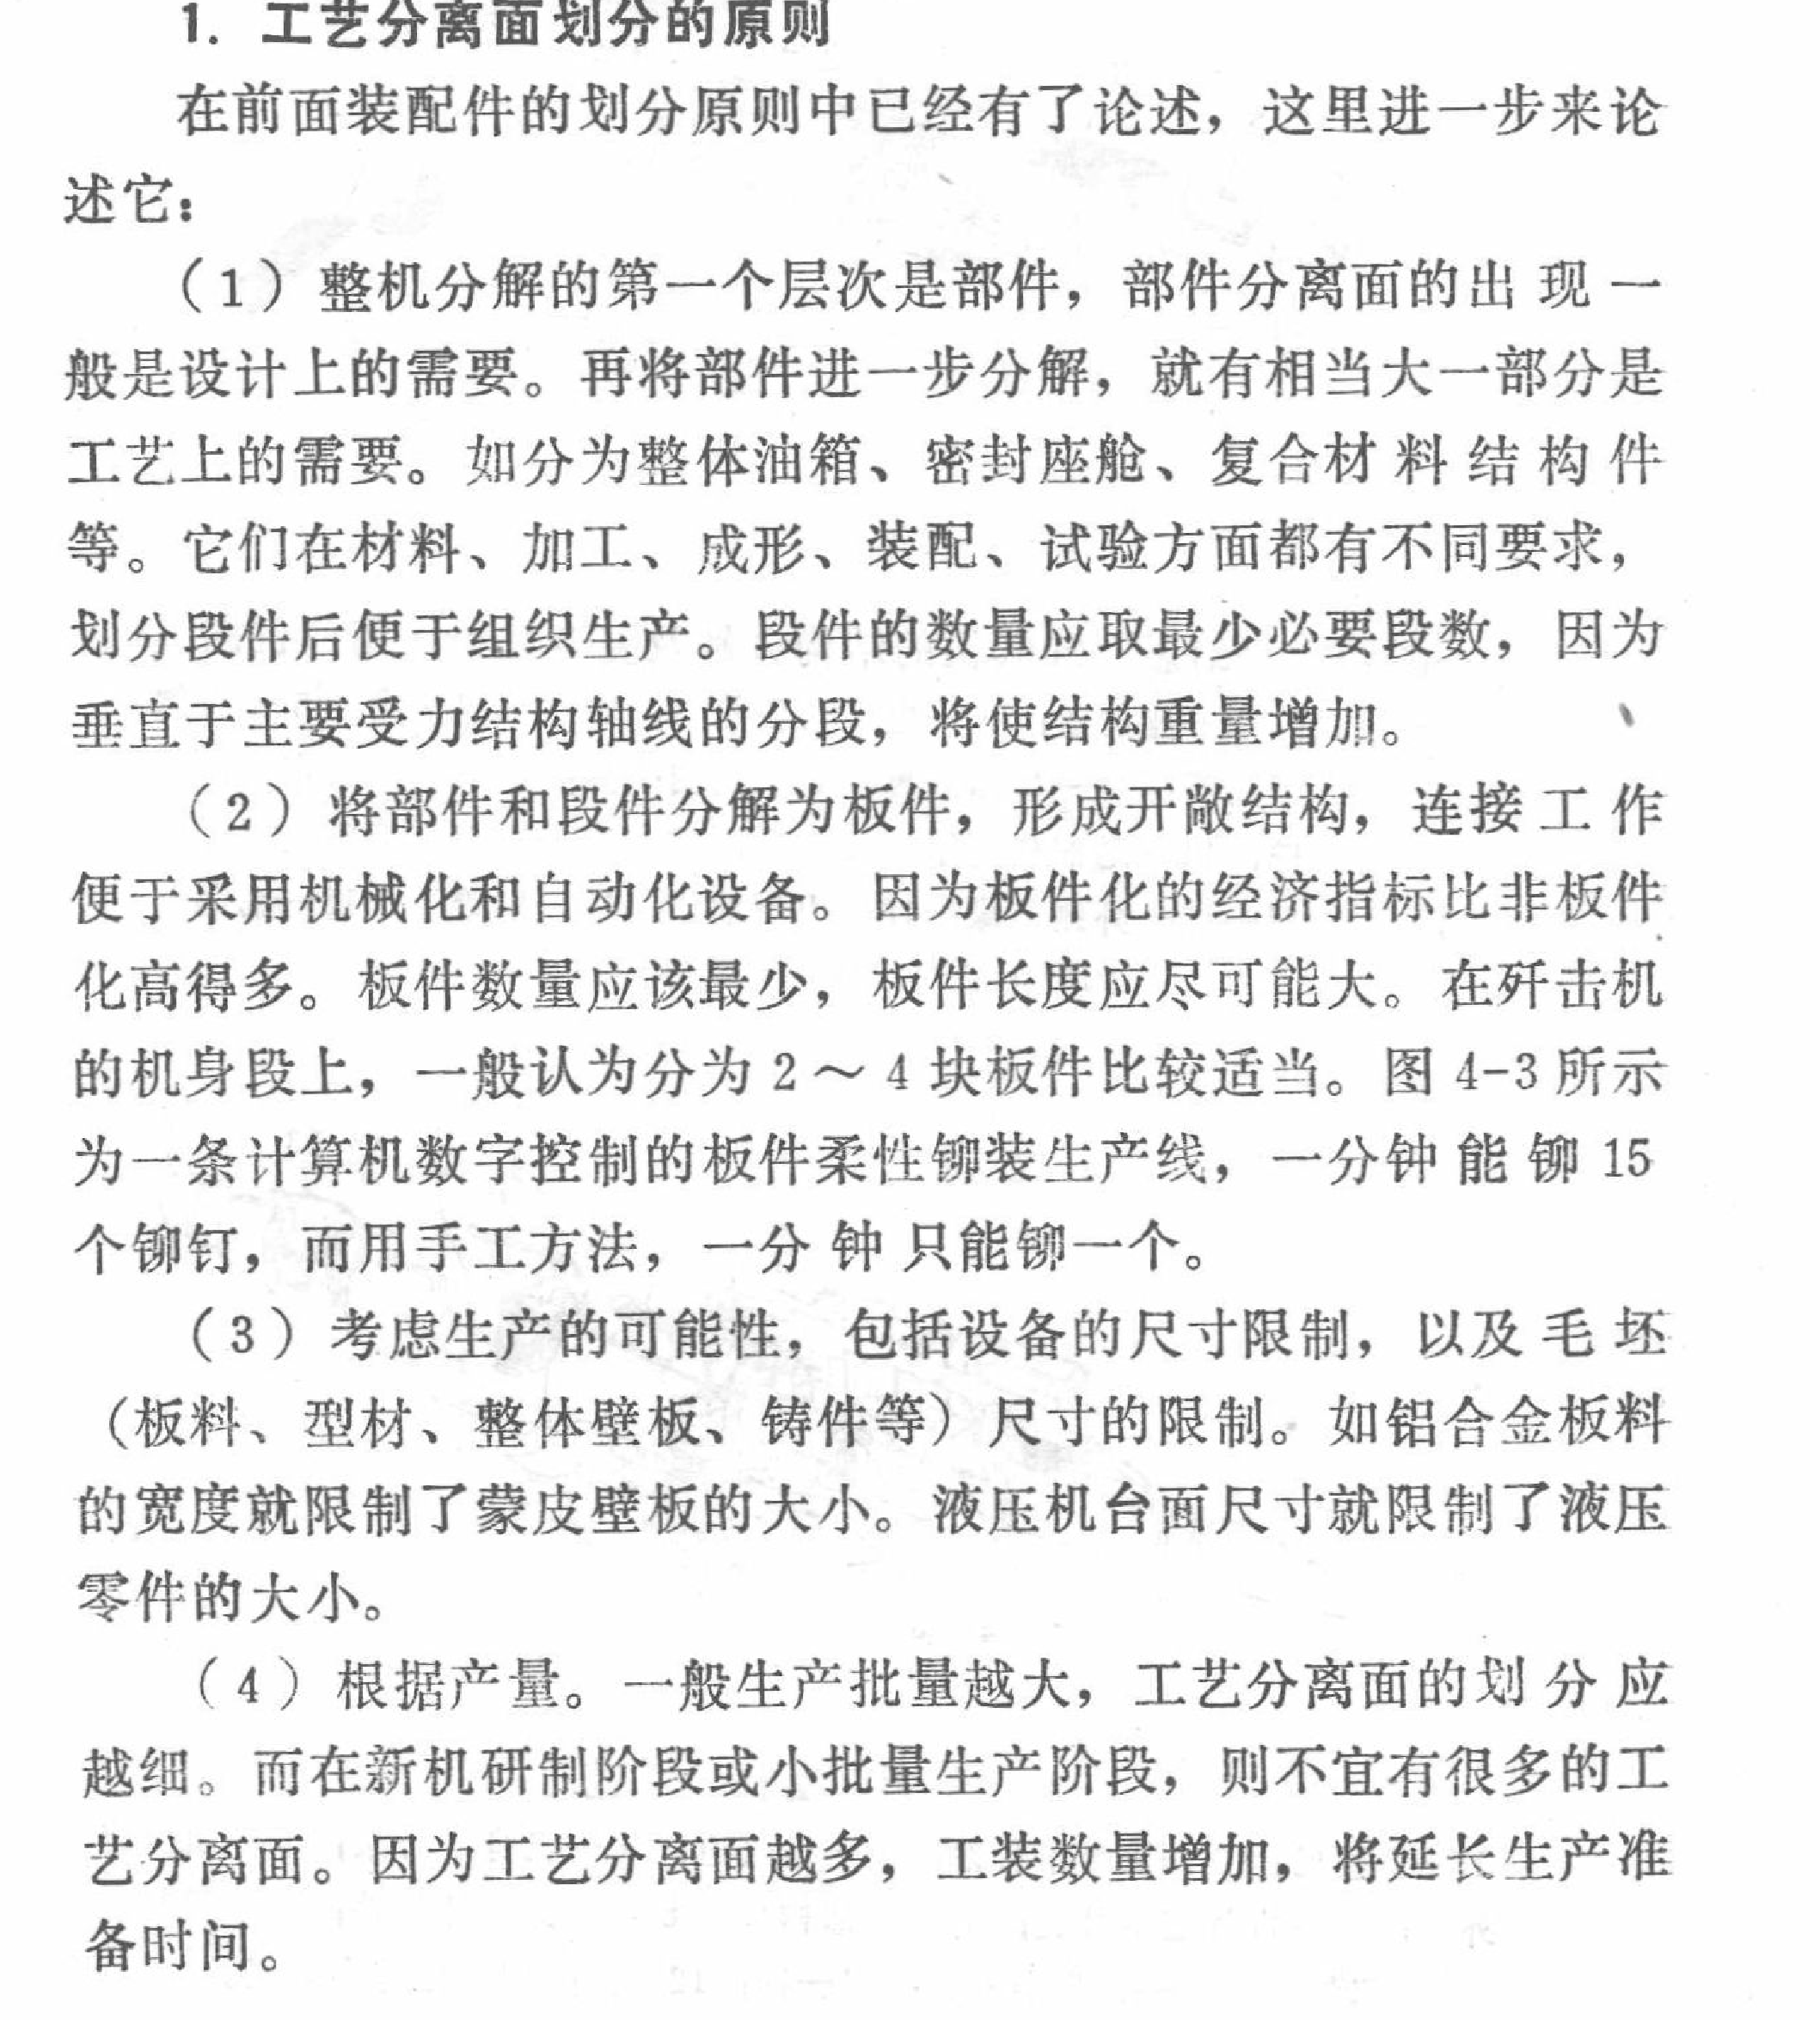 1. 工艺分离面划分的原则
在前面装配件的划分原则中已经有了论述，这里进一步来论
述它：
（1）整机分解的第一个层次是部件，部件分离面的出现一
般是设计上的需要。再将部件进一步分解，就有相当大一部分是
工艺上的需要。如分为整体油箱、密封座舱、复合材料结构件
等。它们在材料、加工、成形、装配、试验方面都有不同要求，
划分段件后便于组织生产。段件的数量应取最少必要段数，因为
垂直于主要受力结构轴线的分段，将使结构重量增加。
（2）将部件和段件分解为板件，形成开敞结构，连接工作
便于采用机械化和自动化设备。因为板件化的经济指标比非板件
化高得多。板件数量应该最少，板件长度应尽可能大。在歼击机
的机身段上，一般认为分为2～4块板件比较适当。图4-3所示
为一条计算机数字控制的板件柔性铆装生产线，一分钟能铆15
个铆钉，而用手工方法，一分钟只能铆一个。
（3）考虑生产的可能性，包括设备的尺寸限制，以及毛坯
（板料、型材、整体壁板、铸件等）尺寸的限制。如铝合金板料
的宽度就限制了蒙皮壁板的大小。液压机台面尺寸就限制了液压
零件的大小。
（4）根据产量。一般生产批量越大，工艺分离面的划分应
越细。而在新机研制阶段或小批量生产阶段，则不宜有很多的工
艺分离面。因为工艺分离面越多，工装数量增加，将延长生产准
备时间。